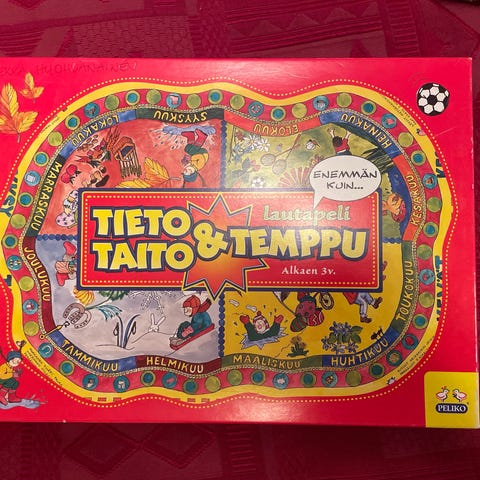 HYÖHVÄNÄINEN
SYYSKUU
ELOKUU
LOKAKUU
HEINÄKUU
MARRASKUU
KESÄKUU
ENEMMÄN
KUIN...
TIETO
TAITO
& TEMPPU
lautapeli
Alkaen 3v.
JOULUKUU
TOUKOKUU
TAMMIKUU
HELMIKUU
MAALISKUU
HUHTIKUU
PELIKO